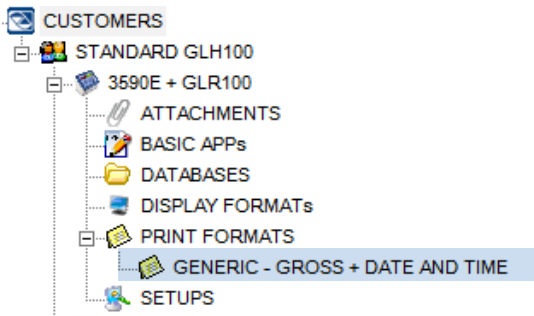 CUSTOMERS
STANDARD GLH100
3590E + GLR100
ATTACHMENTS
BASIC APPs
DATABASES
DISPLAY FORMATs
PRINT FORMATS
GENERIC - GROSS + DATE AND TIME
SETUPS